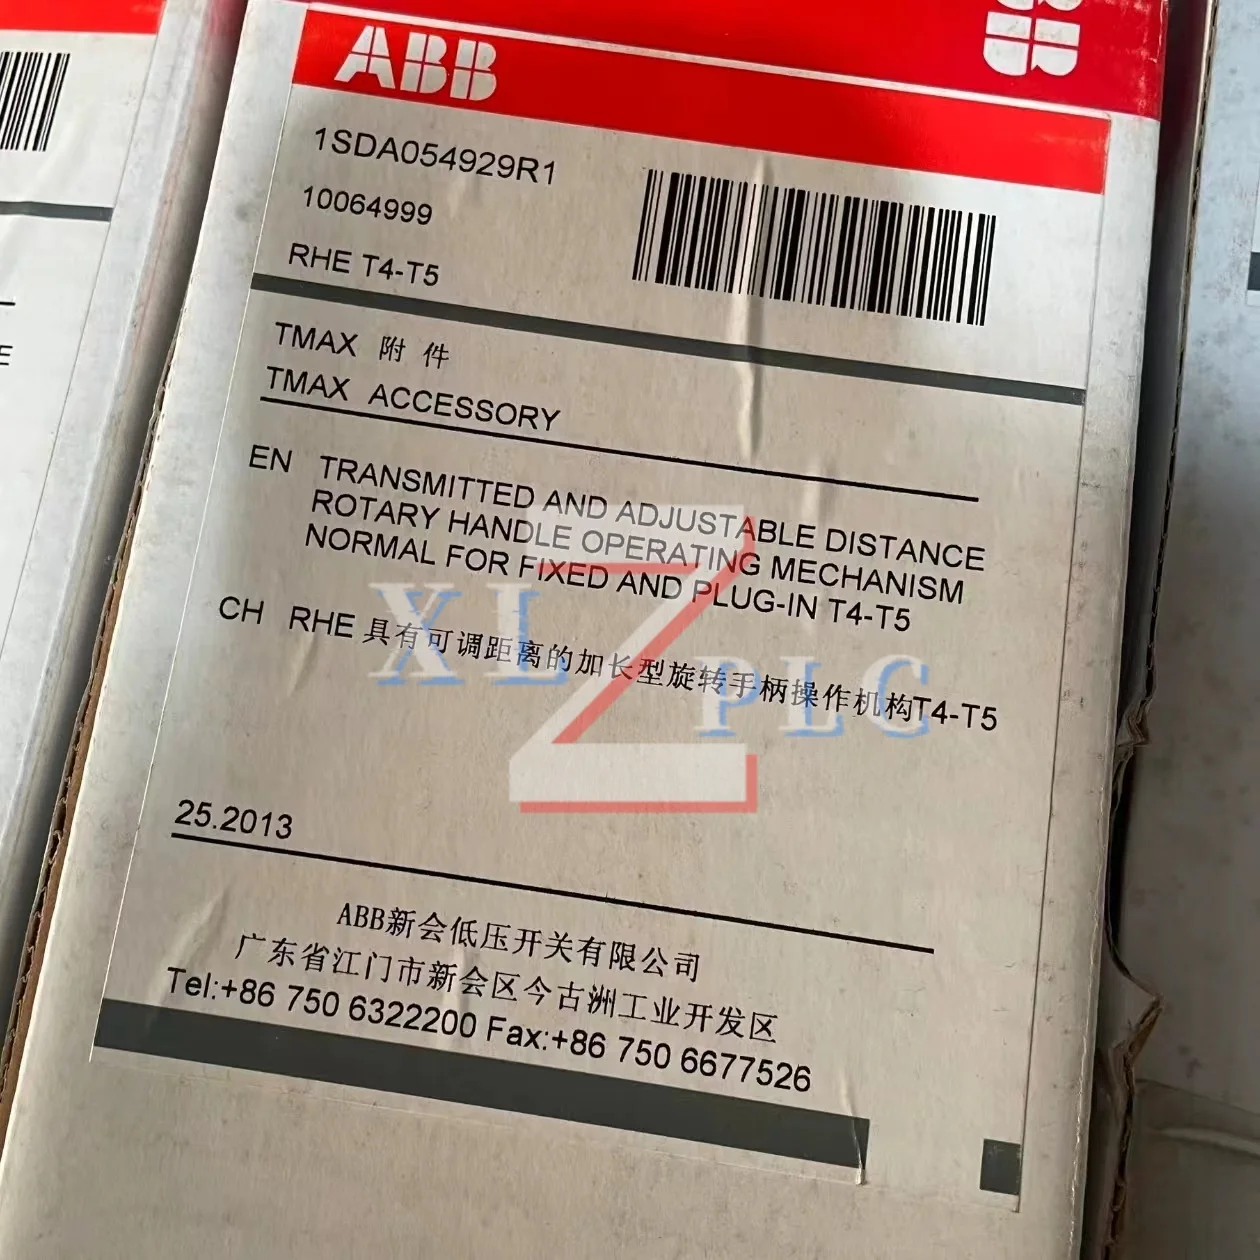 ABB
BB
1SDA054929R1
10064999
RHE T4-T5
TMAX 附件
TMAX ACCESSORY
EN TRANSMITTED AND ADJUSTABLE DISTANCE
ROTARY HANDLE OPERATING MECHANISM
NORMAL FOR FIXED AND PLUG-IN T4-T5
CH RHE 具有可调距离的加长型旋转手柄操作机构T4-T5
XLZPLC
25.2013
ABB新会低压开关有限公司
广东省江门市新会区今古洲工业开发区
Tel:+86 750 6322200 Fax:+86 750 6677526
E